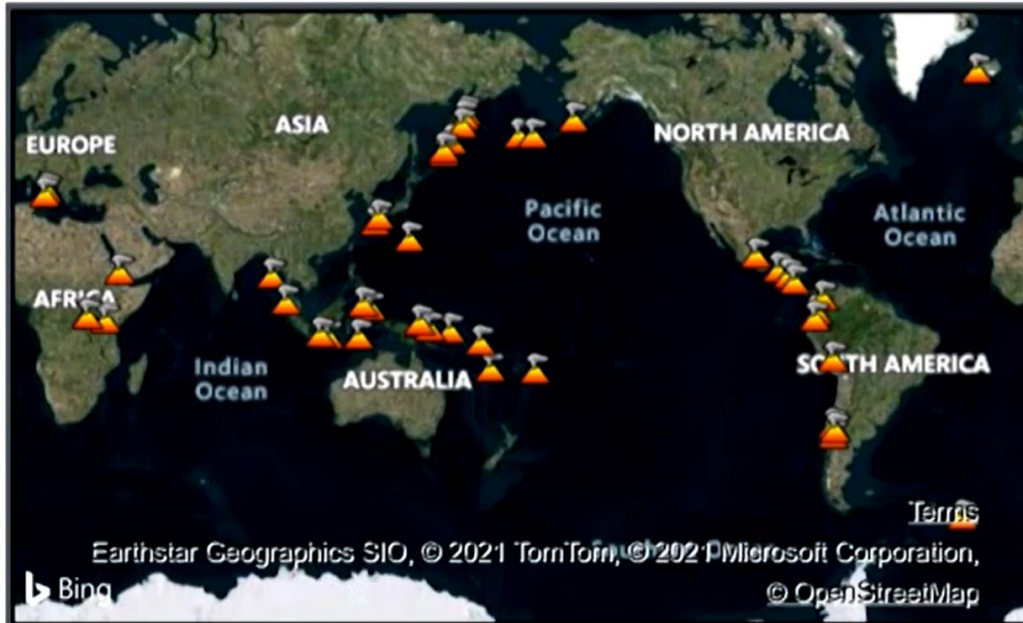 ASIA
NORTH AMERICA
EUROPE
Pacific
Ocean
Atlantic
Ocean
AFRICA
Indian
Ocean
AUSTRALIA
SOUTH AMERICA
Terms
Earthstar Geographics SIO, © 2021 TomTom, © 2021 Microsoft Corporation,
Bing
© OpenStreetMap